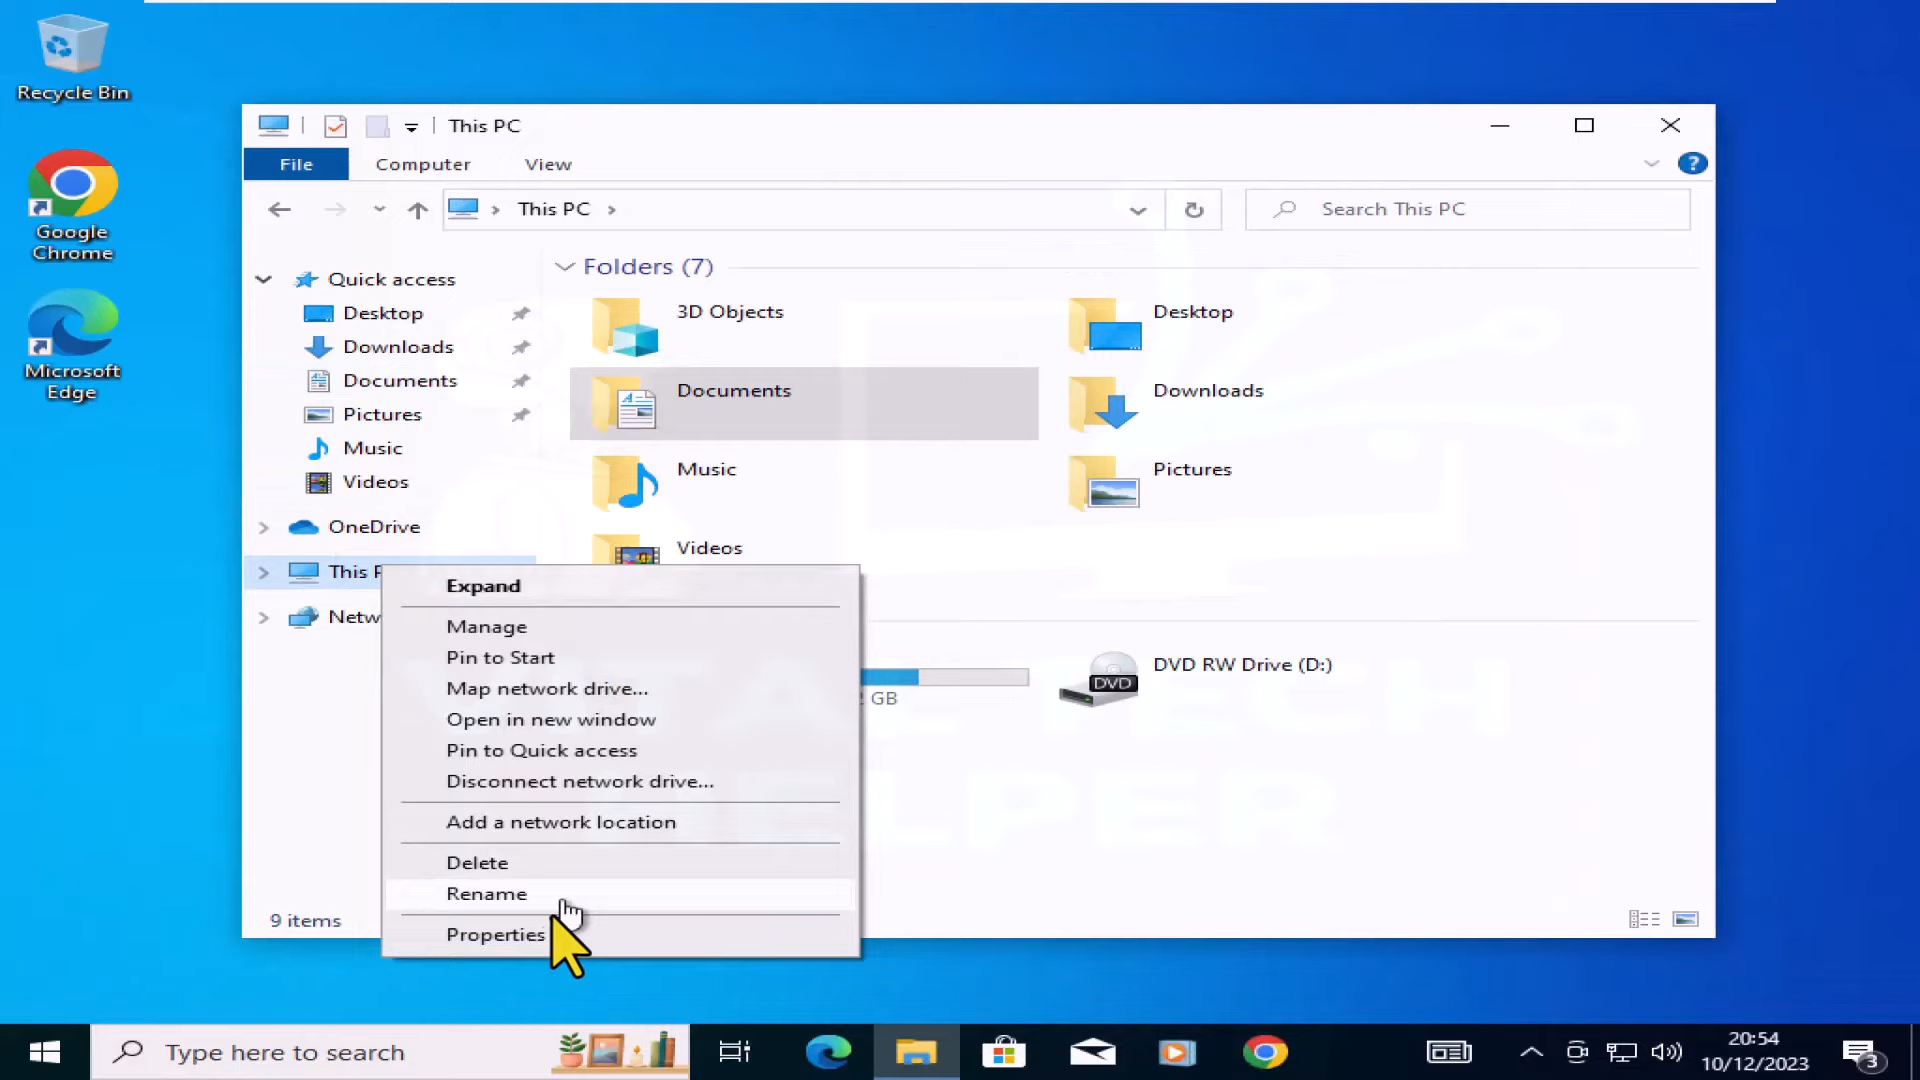 Recycle Bin
Google
Chrome
Microsoft
Edge
This PC
File
Computer
View
?
This PC
Search This PC
Quick access
Desktop
Downloads
Documents
Pictures
Music
Videos
OneDrive
This P
Netw
Folders (7)
3D Objects
Desktop
Documents
Downloads
Music
Pictures
Videos
DVD
DVD RW Drive (D:)
2 GB
Expand
Manage
Pin to Start
Map network drive...
Open in new window
Pin to Quick access
Disconnect network drive...
Add a network location
Delete
Rename
Properties
9 items
TECH
HELPER
Type here to search
20:54
10/12/2023
3